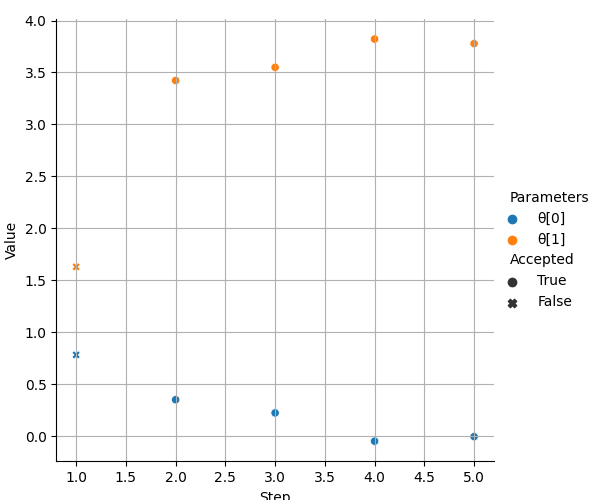 4.0
3.5
3.0
2.5
2.0
1.5
1.0
0.5
0.0
Value
1.0 1.5 2.0 2.5 3.0 3.5 4.0 4.5 5.0
Step
Parameters
θ[0]
θ[1]
Accepted
True
False